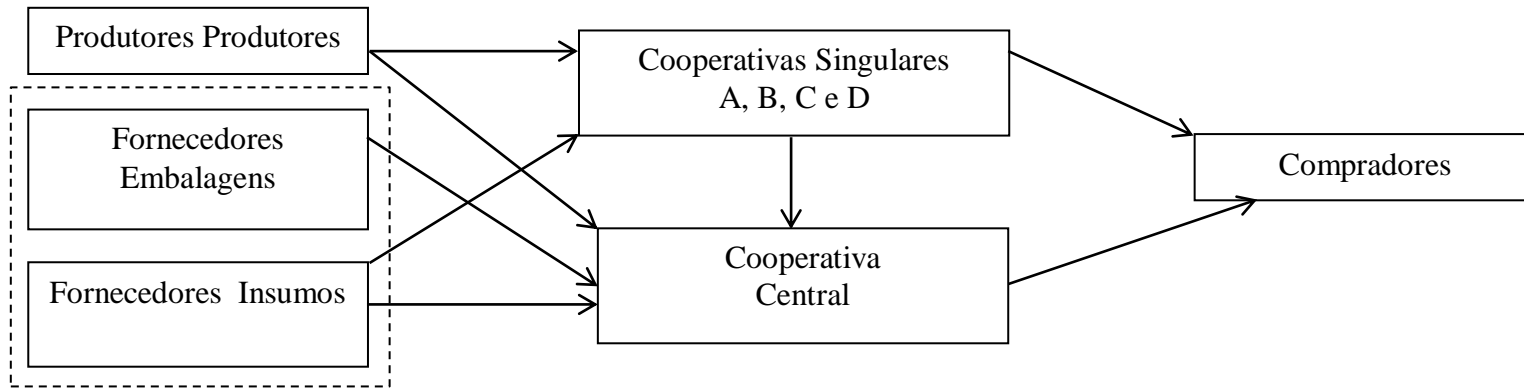 Produtores Produtores
Fornecedores
Embalagens
Fornecedores Insumos
Cooperativas Singulares
A, B, C e D
Cooperativa
Central
Compradores